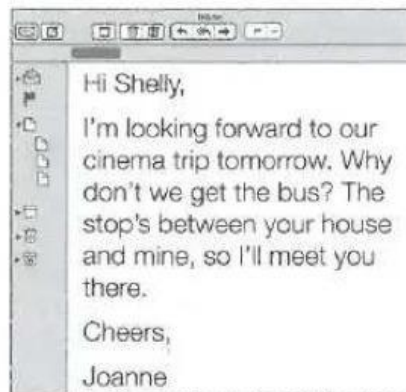 Hi Shelly,
I'm looking forward to our
cinema trip tomorrow. Why
don't we get the bus? The
stop's between your house
and mine, so I'll meet you
there.
Cheers,
Joanne